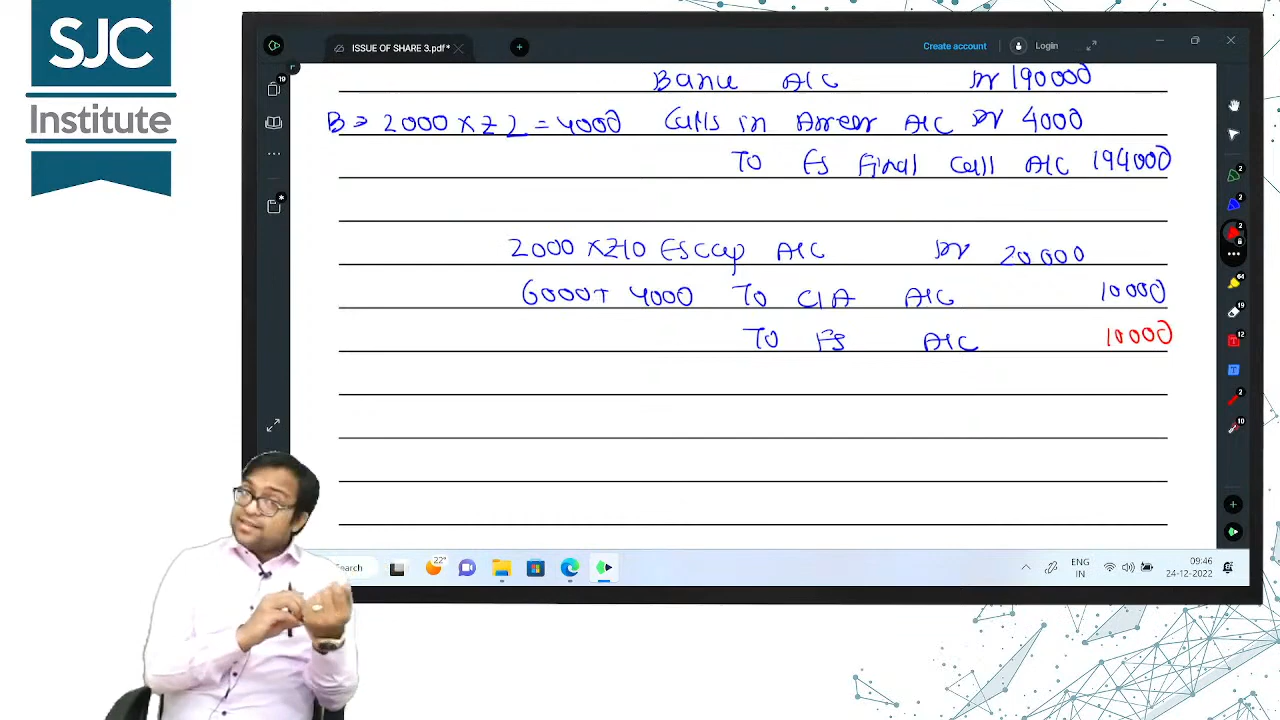 SJC
Institute
ISSUE OF SHARE 3.pdf*
Create account
Login
Bank A/C Dr 190000
B => 2000 x ₹2 = 4000 Calls in Arrear A/C Dr 4000
To Es Final Call A/C 194000
2000 x ₹10 Escap A/C Dr 20000
6000+ 4000 To CIA A/C 10000
To FS A/C 10000
Search
22°
ENG
IN
09:46
24-12-2022